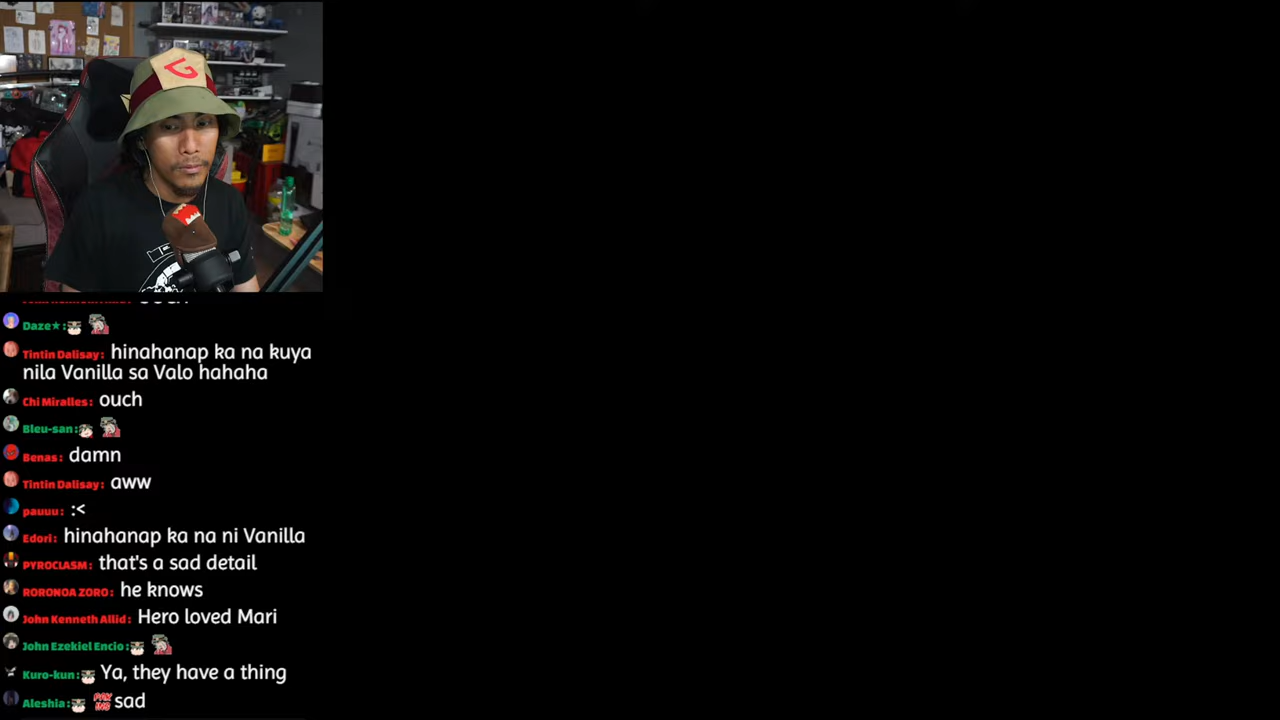 G
Daze★:
Tintin Dalisay: hinahanap ka na kuya
nila Vanilla sa Valo hahaha
Chi Miralles: ouch
Bleu-san:
Benas: damn
Tintin Dalisay: aww
pauuu: :<
Edori: hinahanap ka na ni Vanilla
PYROCLASM: that's a sad detail
RORONOA ZORO: he knows
John Kenneth Allid: Hero loved Mari
John Ezekiel Encio:
Kuro-kun: Ya, they have a thing
Aleshia: sad